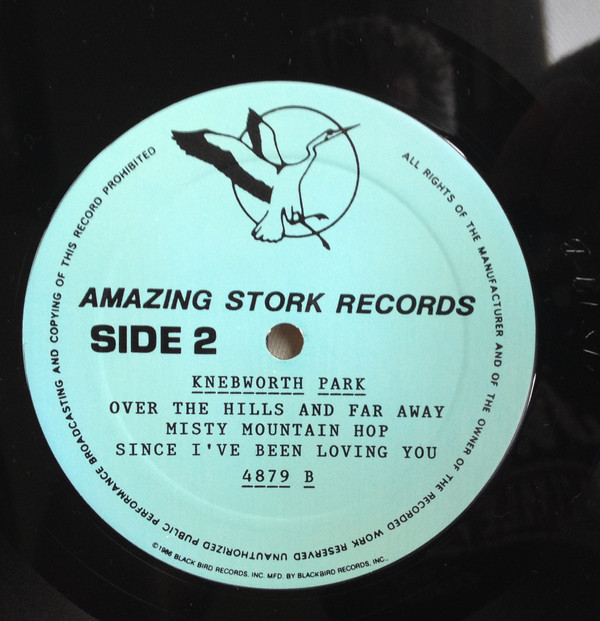 AMAZING STORK RECORDS
SIDE 2
KNEBWORTH PARK
OVER THE HILLS AND FAR AWAY
MISTY MOUNTAIN HOP
SINCE I'VE BEEN LOVING YOU
4879 B
ALL RIGHTS OF THE MANUFACTURER AND OF THE OWNER OF THE RECORDED WORK RESERVED UNAUTHORIZED PUBLIC PERFORMANCE BROADCASTING AND COPYING OF THIS RECORD PROHIBITED
©1986 BLACK BIRD RECORDS, INC. MFD. BY BLACKBIRD RECORDS, INC.